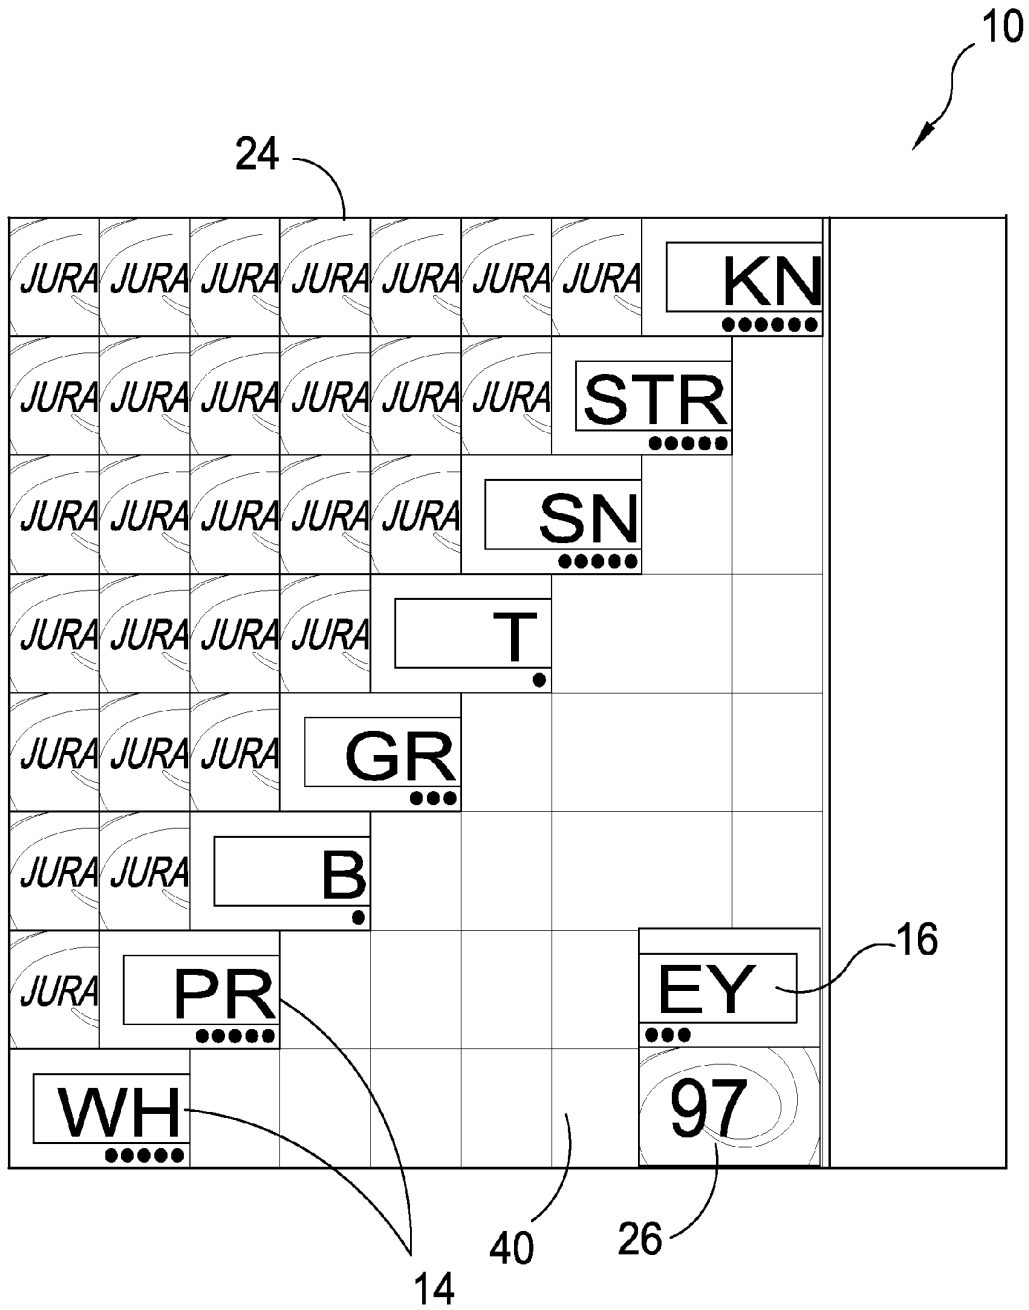 10
24
JURA JURA JURA JURA JURA JURA JURA KN
JURA JURA JURA JURA JURA JURA STR
JURA JURA JURA JURA JURA SN
JURA JURA JURA JURA T
JURA JURA JURA GR
JURA JURA B
16
JURA PR EY
WH 97
40 26
14